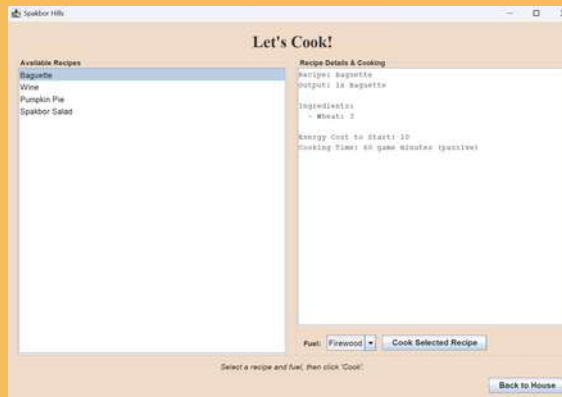 Spakbor Hills
Let's Cook!
Available Recipes
Baguette
Wine
Pumpkin Pie
Spakbor Salad
Recipe Details & Cooking
Recipe: Baguette
Output: 1x Baguette
Ingredients:
- Wheat: 3
Energy Cost to Start: 10
Cooking Time: 60 game minutes (passive)
Fuel: Firewood
Cook Selected Recipe
Select a recipe and fuel, then click 'Cook'.
Back to House